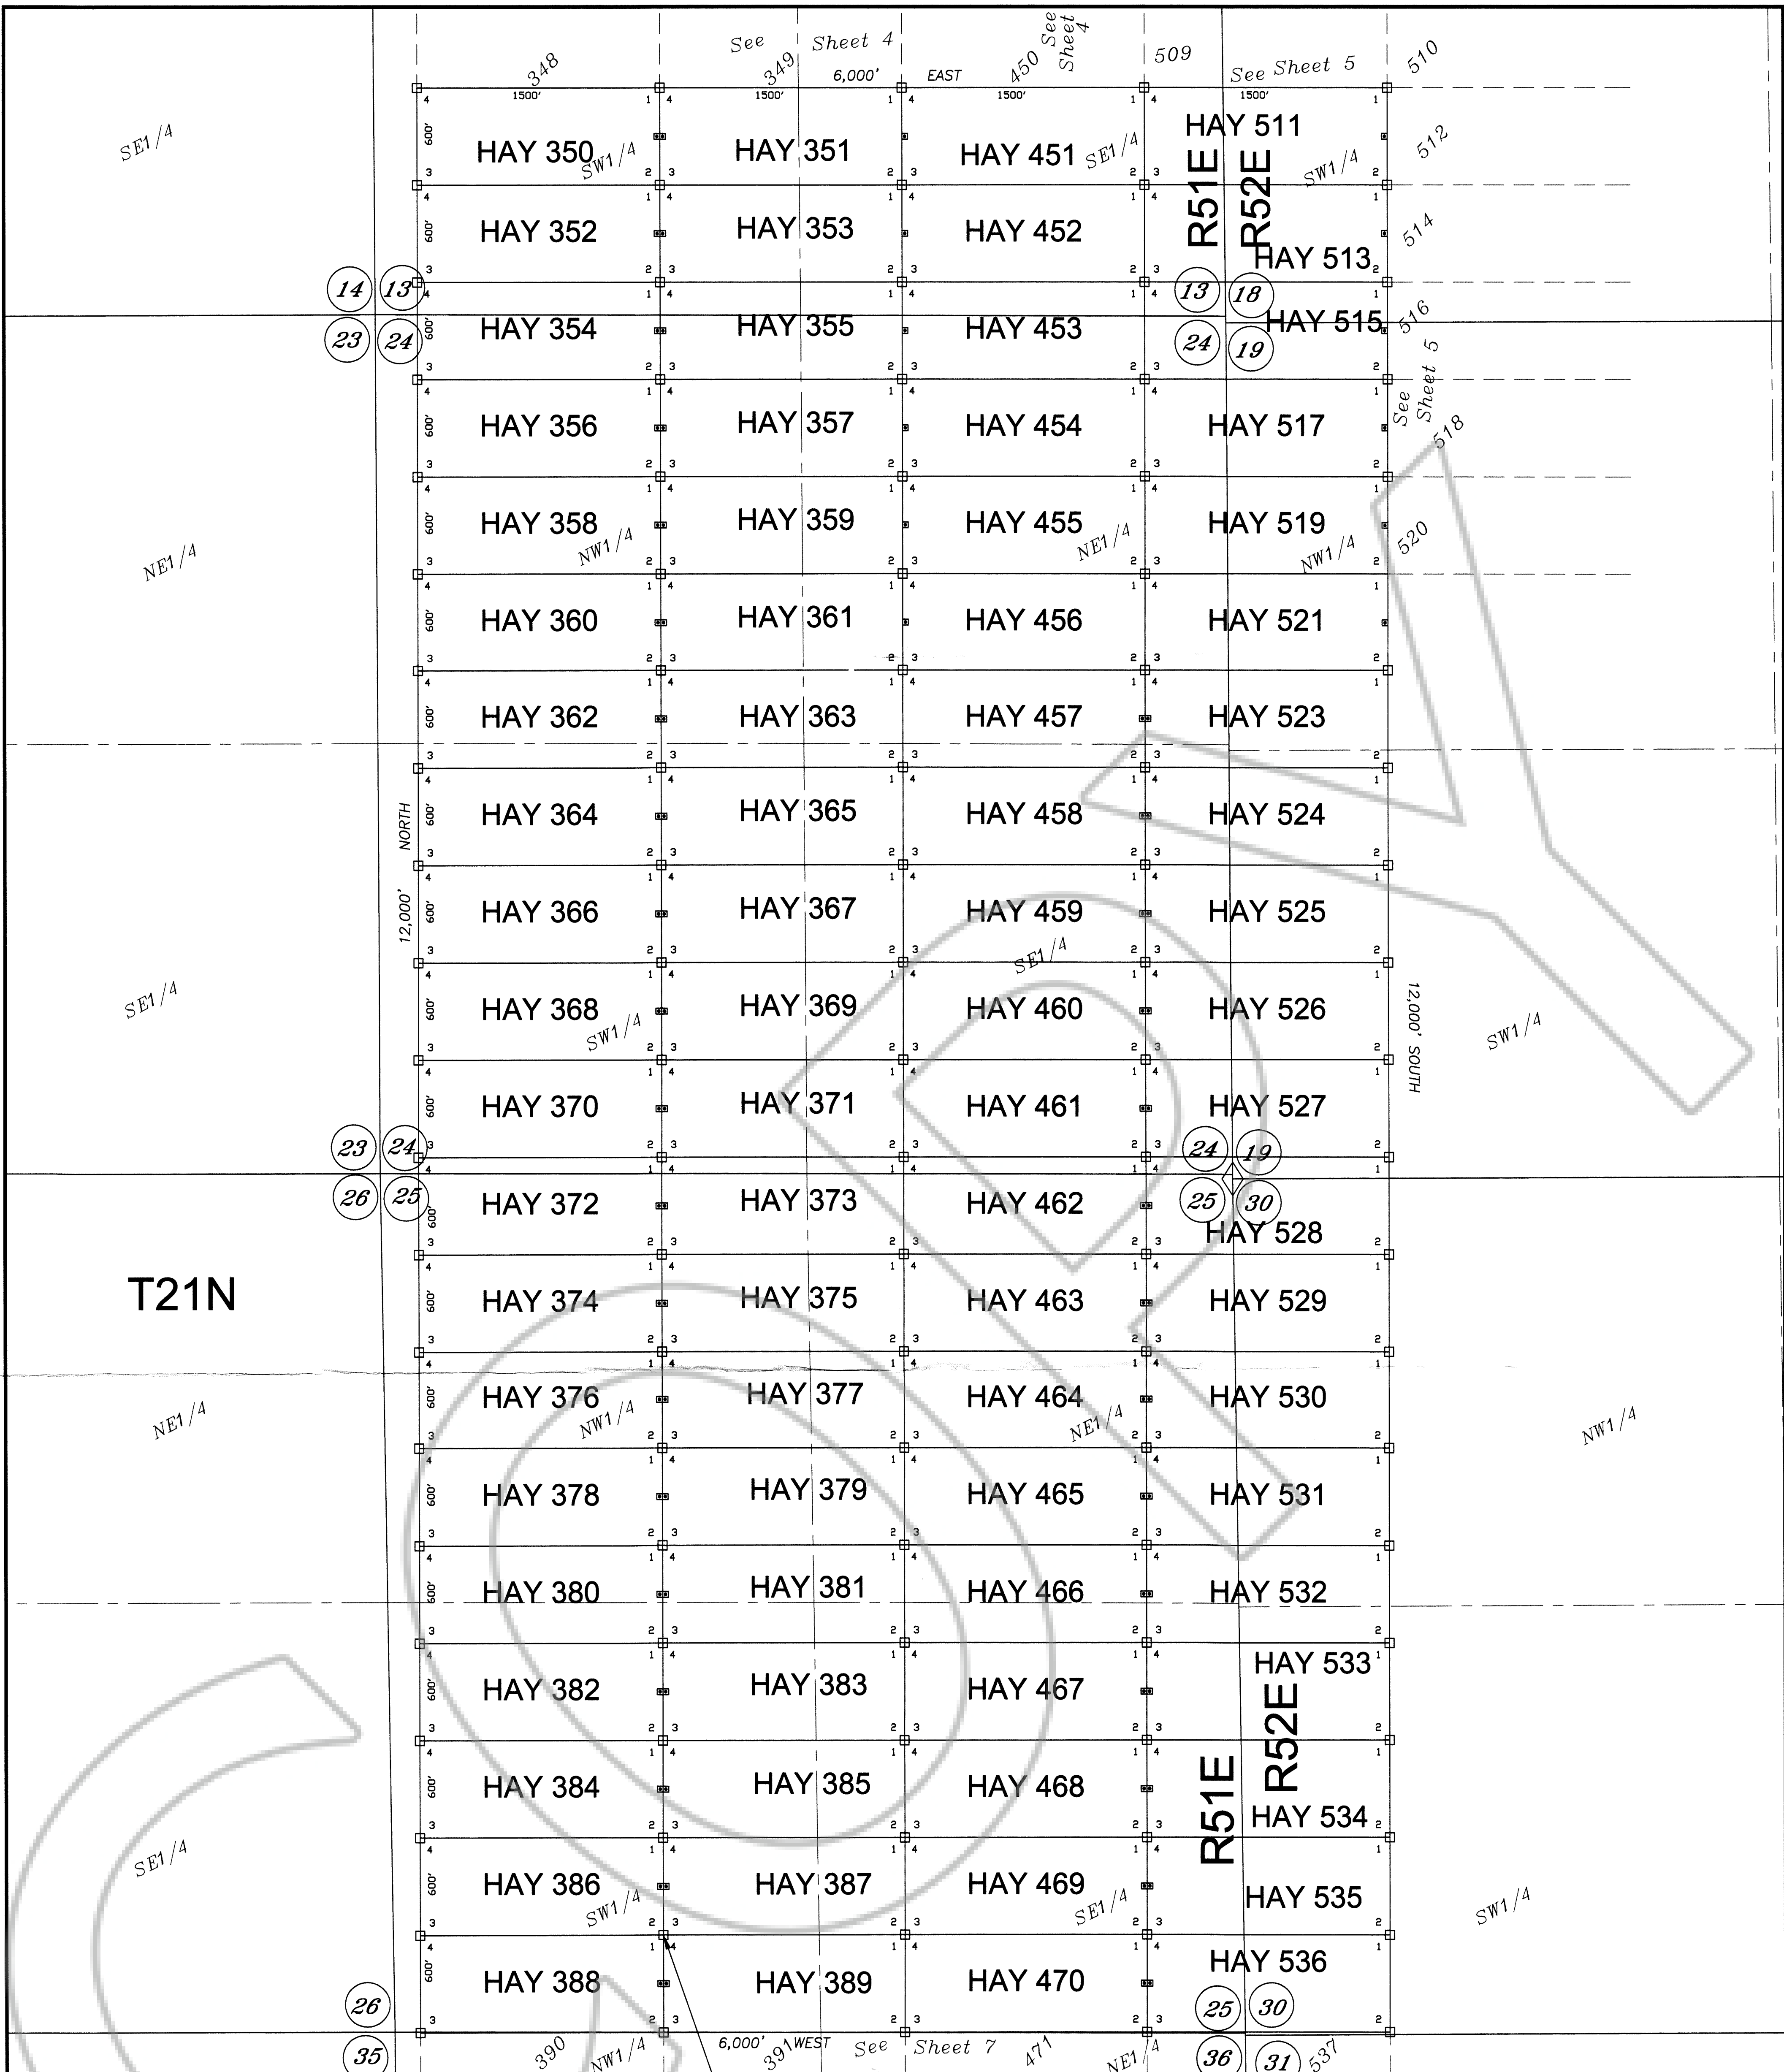 See Sheet 4
See Sheet 4
348
349
6,000' EAST
450
509
See Sheet 5
510
1500' 1500' 1500' 1500'
SE1/4
HAY 350 HAY 351 HAY 451 HAY 511
SW1/4 SE1/4 SW1/4
512
R51E R52E
HAY 352 HAY 353 HAY 452 HAY 513
514
14 13 13 18
HAY 354 HAY 355 HAY 453 HAY 515
516
23 24 24 19
See Sheet 5
HAY 356 HAY 357 HAY 454 HAY 517
518
HAY 358 HAY 359 HAY 455 HAY 519
520
NE1/4 NW1/4 NE1/4 NW1/4
HAY 360 HAY 361 HAY 456 HAY 521
HAY 362 HAY 363 HAY 457 HAY 523
HAY 364 HAY 365 HAY 458 HAY 524
12,000' NORTH
HAY 366 HAY 367 HAY 459 HAY 525
SE1/4
HAY 368 HAY 369 HAY 460 HAY 526
SE1/4 SW1/4 SW1/4
12,000' SOUTH
HAY 370 HAY 371 HAY 461 HAY 527
23 24 24 19
26 25 25 30
HAY 372 HAY 373 HAY 462 HAY 528
T21N
HAY 374 HAY 375 HAY 463 HAY 529
HAY 376 HAY 377 HAY 464 HAY 530
NE1/4 NW1/4 NE1/4 NW1/4
HAY 378 HAY 379 HAY 465 HAY 531
HAY 380 HAY 381 HAY 466 HAY 532
HAY 382 HAY 383 HAY 467 HAY 533
R51E R52E
HAY 384 HAY 385 HAY 468 HAY 534
HAY 386 HAY 387 HAY 469 HAY 535
SE1/4 SW1/4 SE1/4 SW1/4
HAY 388 HAY 389 HAY 470 HAY 536
26 25 30
6,000' WEST See Sheet 7
35 390 NW1/4 391 471 NE1/4 36 31 537
COPY